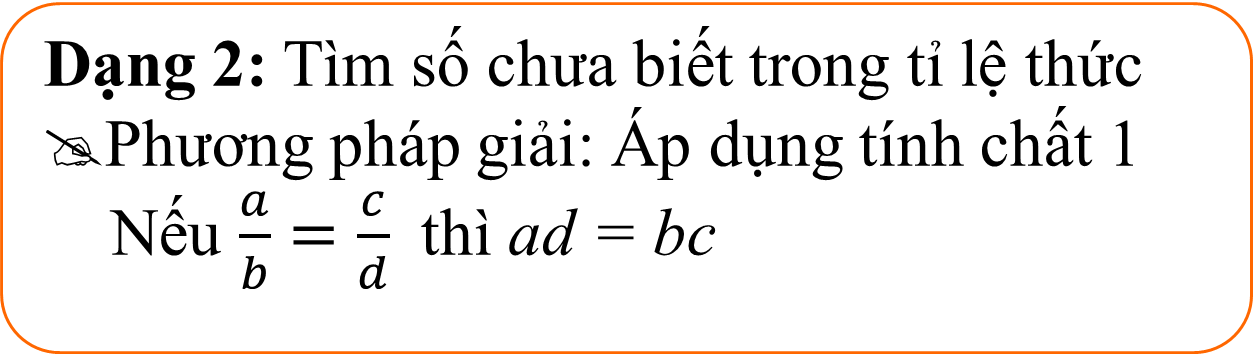 Dạng 2: Tìm số chưa biết trong tỉ lệ thức
✍Phương pháp giải: Áp dụng tính chất 1
Nếu a/b = c/d thì ad = bc